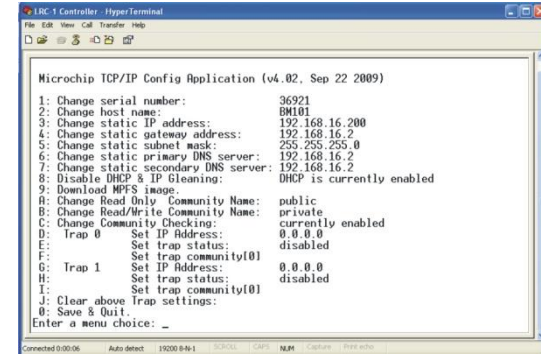 LRC-1 Controller - HyperTerminal
File Edit View Call Transfer Help
Microchip TCP/IP Config Application (v4.02, Sep 22 2009)
1: Change serial number: 36921
2: Change host name: BM101
3: Change static IP address: 192.168.16.200
4: Change static gateway address: 192.168.16.2
5: Change static subnet mask: 255.255.255.0
6: Change static primary DNS server: 192.168.16.2
7: Change static secondary DNS server: 192.168.16.2
8: Disable DHCP & IP Gleaning: DHCP is currently enabled
9: Download MPFS image.
A: Change Read Only Community Name: public
B: Change Read/Write Community Name: private
C: Change Community Checking: currently enabled
D: Trap 0 Set IP Address: 0.0.0.0
E: Set trap status: disabled
F: Set trap community[0]
G: Trap 1 Set IP Address: 0.0.0.0
H: Set trap status: disabled
I: Set trap community[0]
J: Clear above Trap settings:
0: Save & Quit.
Enter a menu choice: _
Connected 0:00:06 Auto detect 19200 8-N-1 SCROLL CAPS NUM Capture Print echo